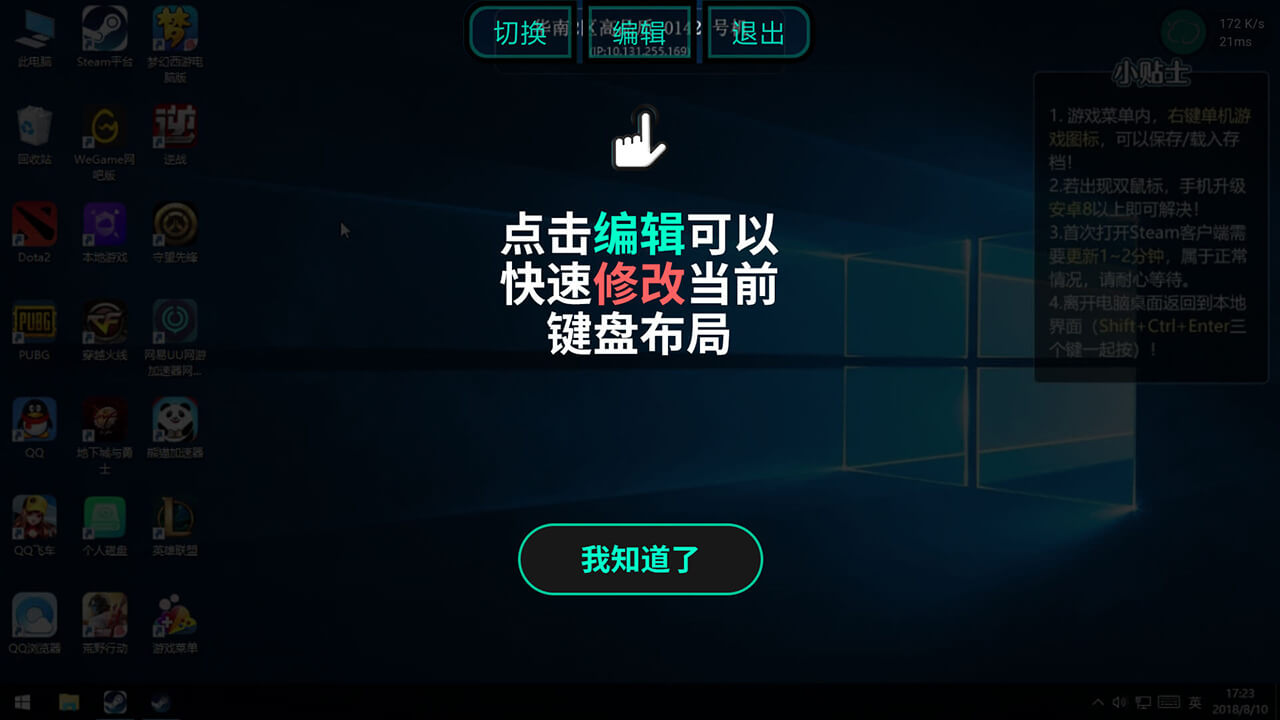 切换
编辑
退出
(IP:10.131.255.169)
172 K/s
21ms
小贴士
1. 游戏菜单内，右键单机游
戏图标，可以保存/载入存
档！
2.若出现双鼠标，手机升级
安卓8以上即可解决！
3.首次打开Steam客户端需
要更新1~2分钟，属于正常
情况，请耐心等待。
4.离开电脑桌面返回到本地
界面（Shift+Ctrl+Enter三
个键一起按）！
点击编辑可以
快速修改当前
键盘布局
我知道了
此电脑
Steam平台
梦幻西游电
脑版
回收站
WeGame网
吧版
逆战
Dota2
本地游戏
守望先锋
PUBG
穿越火线
网易UU网游
加速器网...
QQ
地下城与勇
士
熊猫加速器
QQ飞车
个人磁盘
英雄联盟
QQ浏览器
荒野行动
游戏菜单
英
17:23
2018/8/10